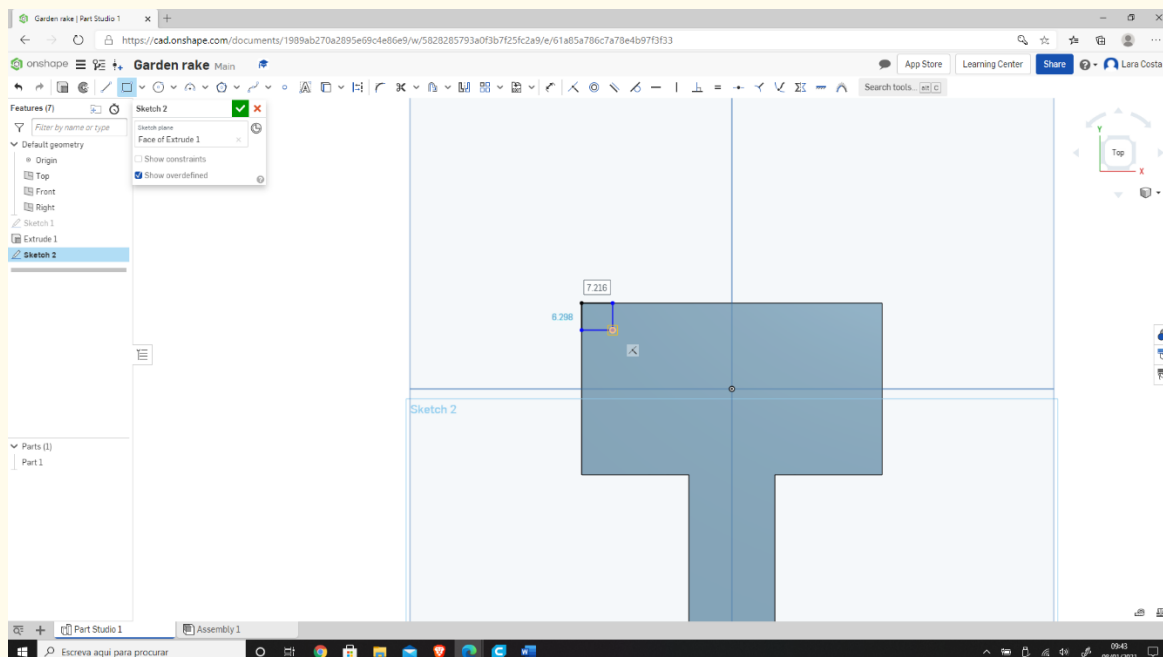 Garden rake | Part Studio 1
https://cad.onshape.com/documents/1989ab270a2895e69c4e86e9/w/5828285793a0f3b7f25fc2a9/e/61a85a786c7a78e4b97f3f33
onshape Garden rake Main App Store Learning Center Share Lara Costa
Search tools... alt C
Features (7)
Filter by name or type
Default geometry
Origin
Top
Front
Right
Sketch 1
Extrude 1
Sketch 2
Sketch 2
Sketch plane
Face of Extrude 1
Show constraints
Show overdefined
Y
Top
X
7.216
6.298
Sketch 2
Parts (1)
Part 1
Part Studio 1 Assembly 1
Escreva aqui para procurar
09:43